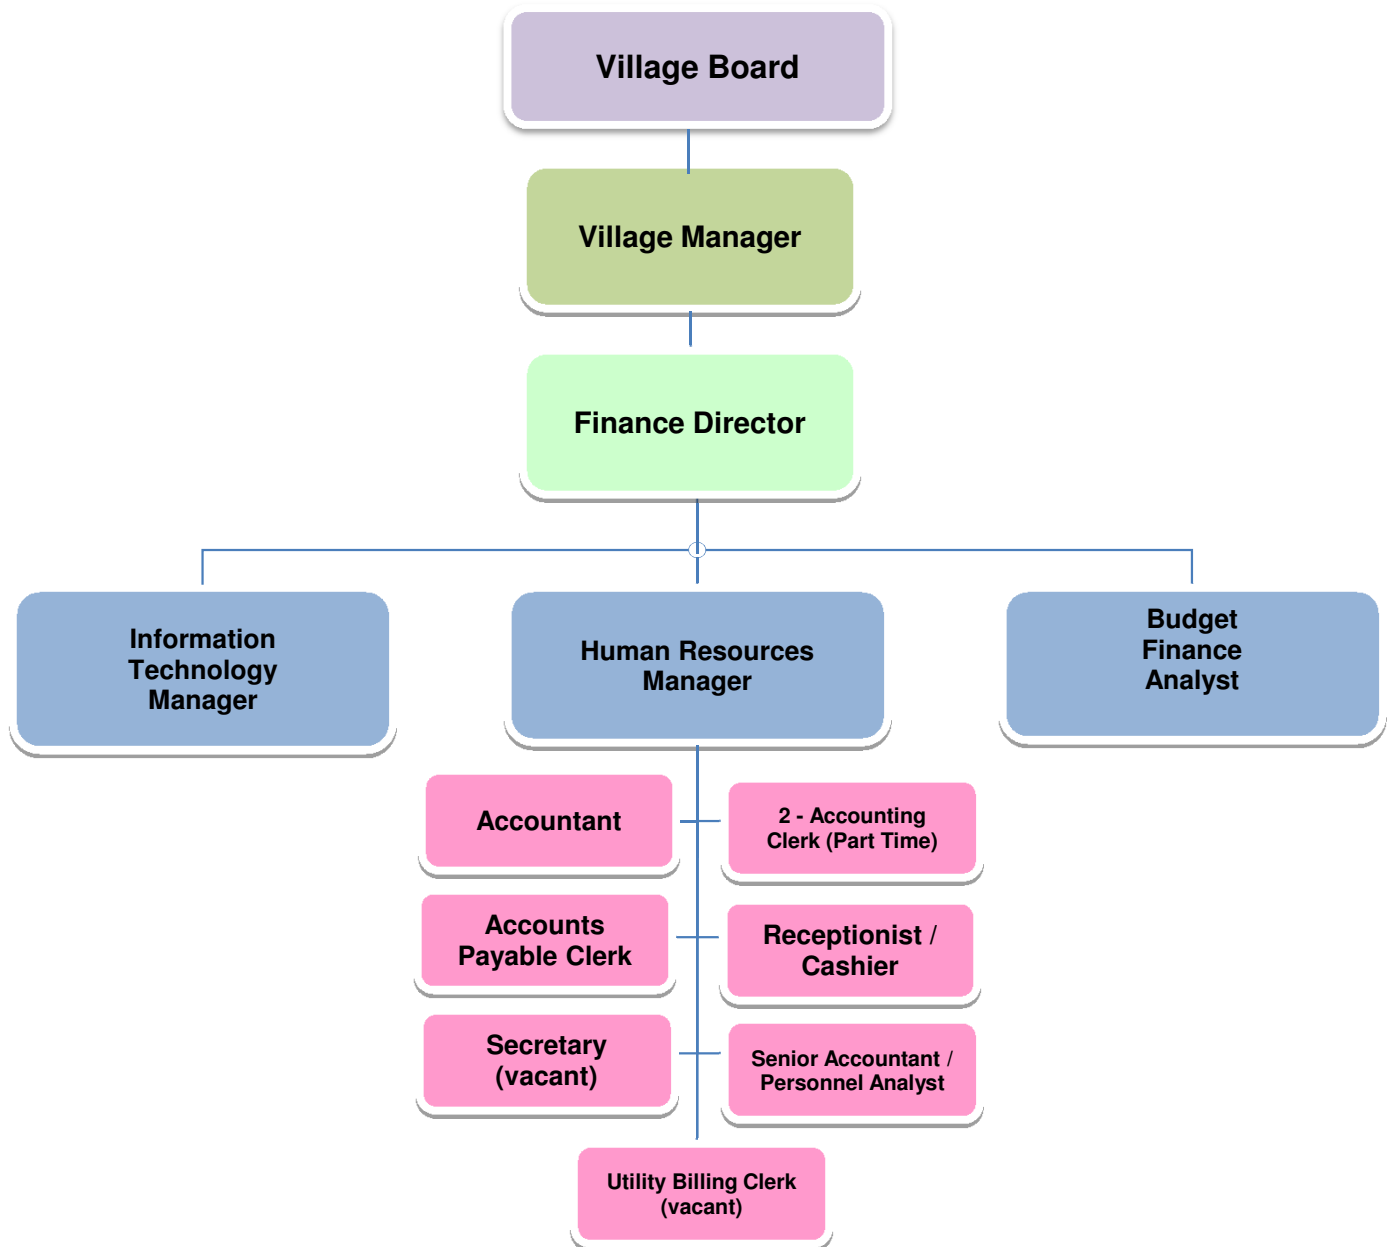 Village Board
Village Manager
Finance Director
Information
Technology
Manager
Human Resources
Manager
Budget
Finance
Analyst
Accountant
2 - Accounting
Clerk (Part Time)
Accounts
Payable Clerk
Receptionist /
Cashier
Secretary
(vacant)
Senior Accountant /
Personnel Analyst
Utility Billing Clerk
(vacant)